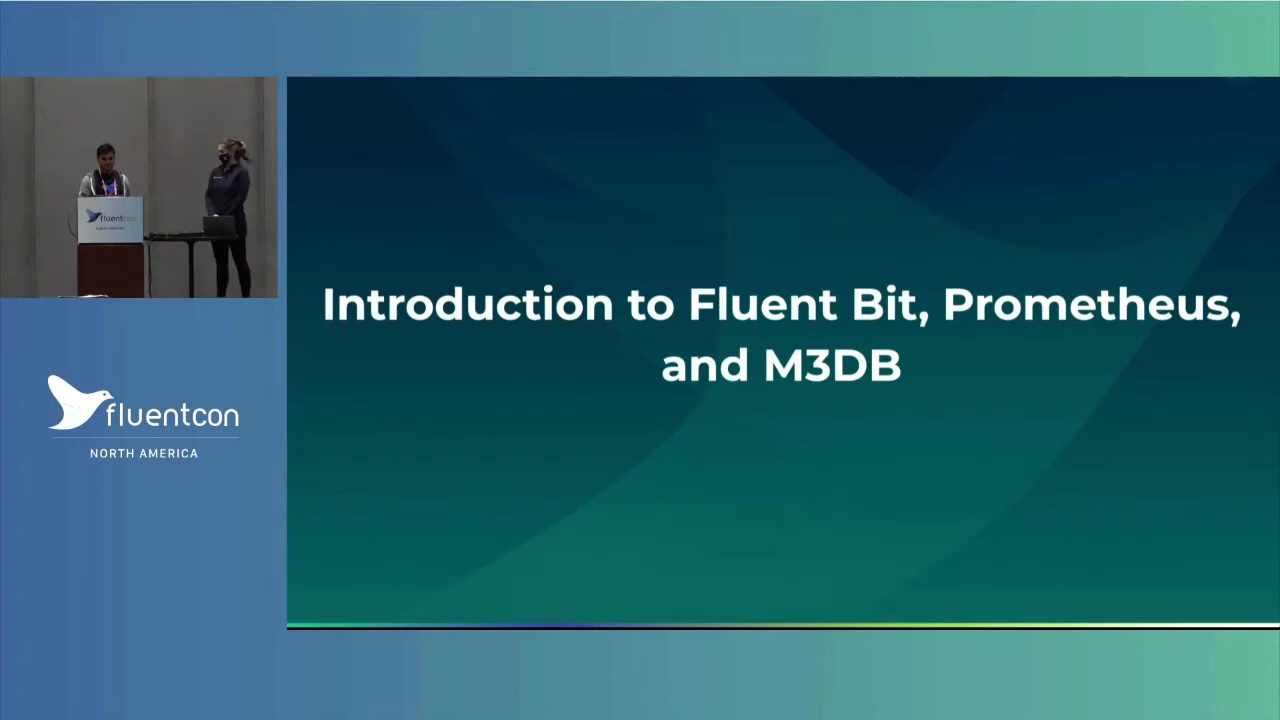 Introduction to Fluent Bit, Prometheus,
and M3DB
fluentcon
fluentcon
NORTH AMERICA